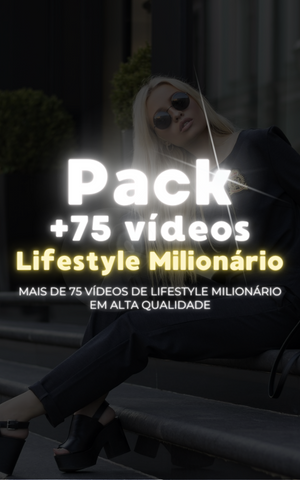 Pack
+75 vídeos
Lifestyle Milionário
MAIS DE 75 VÍDEOS DE LIFESTYLE MILIONÁRIO
EM ALTA QUALIDADE